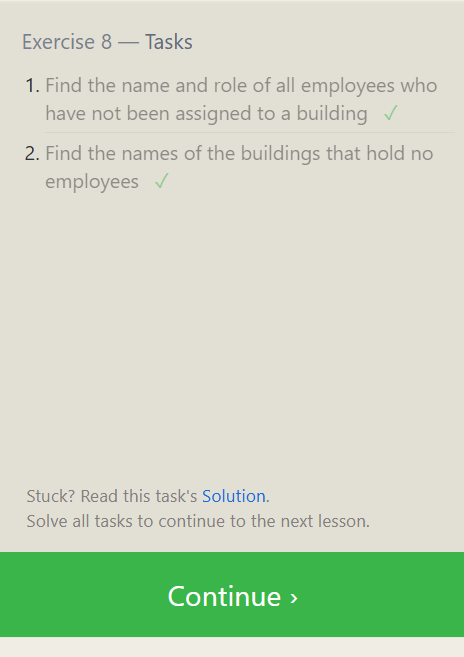 Exercise 8 — Tasks
1. Find the name and role of all employees who
have not been assigned to a building ✓
2. Find the names of the buildings that hold no
employees ✓
Stuck? Read this task's Solution.
Solve all tasks to continue to the next lesson.
Continue ›